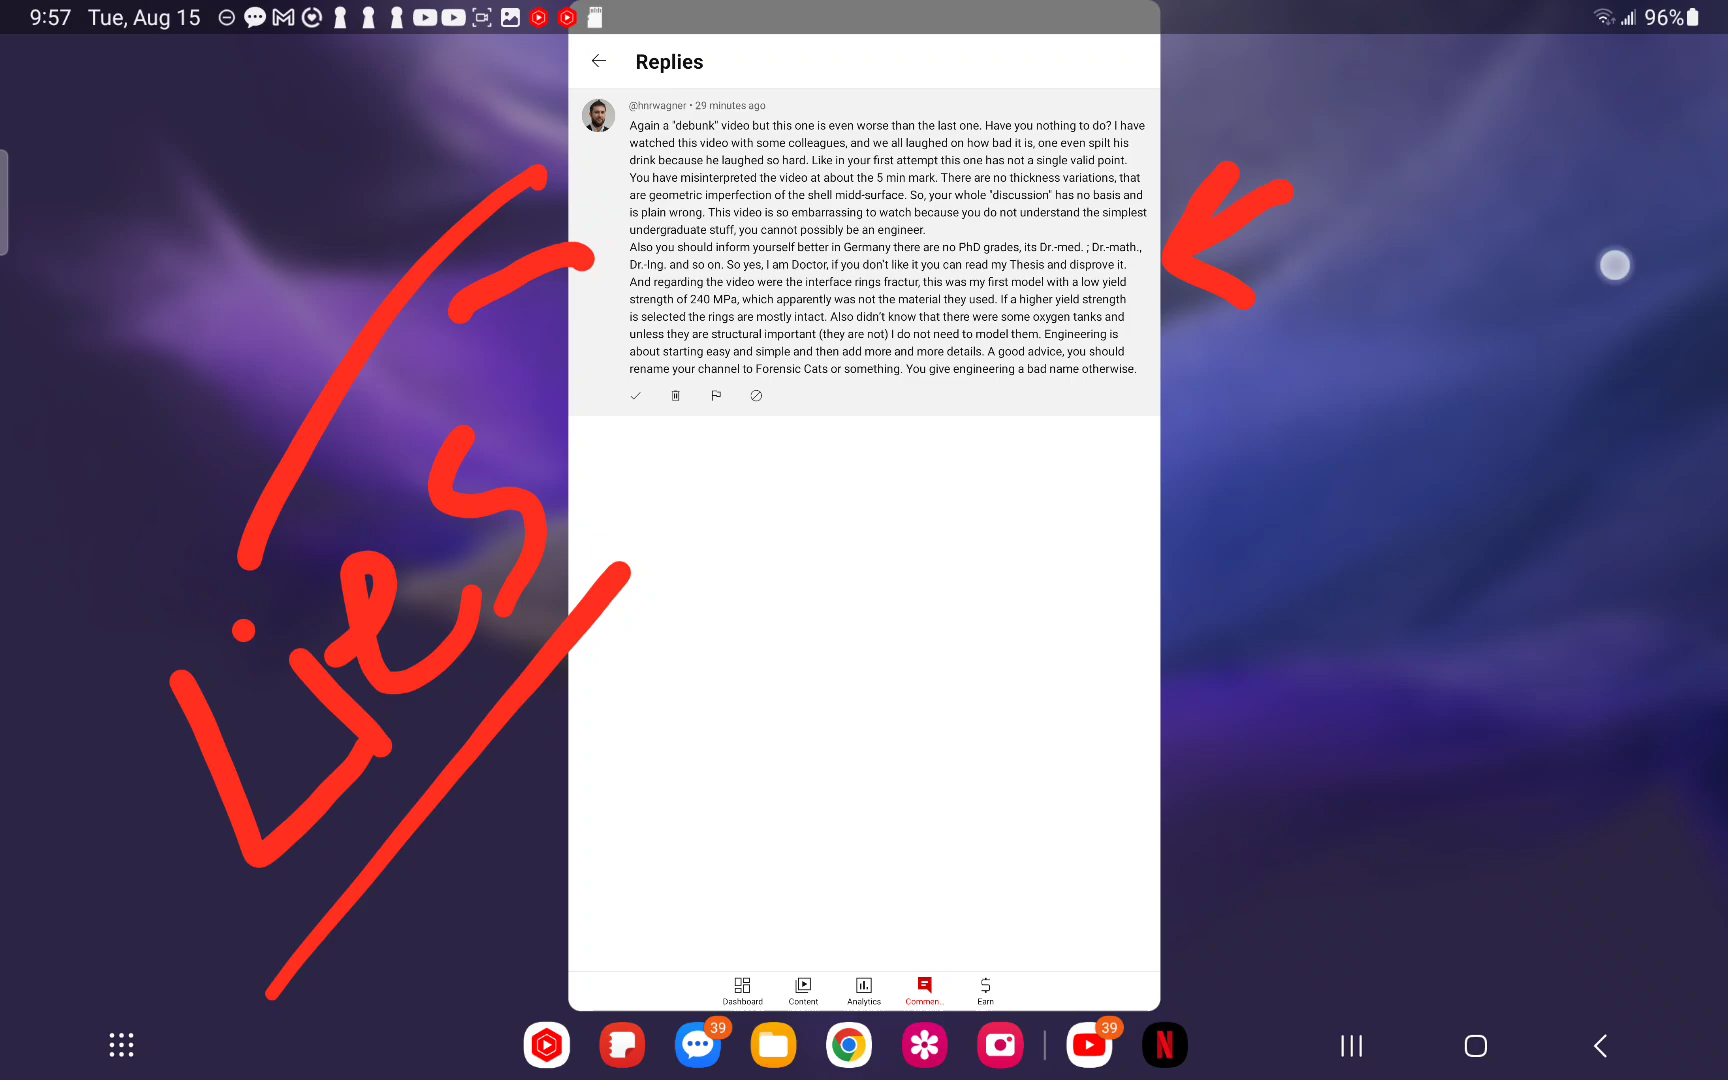 9:57 Tue, Aug 15
96%
Replies
@hnrwagner • 29 minutes ago
Again a "debunk" video but this one is even worse than the last one. Have you nothing to do? I have
watched this video with some colleagues, and we all laughed on how bad it is, one even spilt his
drink because he laughed so hard. Like in your first attempt this one has not a single valid point.
You have misinterpreted the video at about the 5 min mark. There are no thickness variations, that
are geometric imperfection of the shell midd-surface. So, your whole "discussion" has no basis and
is plain wrong. This video is so embarrassing to watch because you do not understand the simplest
undergraduate stuff, you cannot possibly be an engineer.
Also you should inform yourself better in Germany there are no PhD grades, its Dr.-med. ; Dr.-math.,
Dr.-Ing. and so on. So yes, I am Doctor, if you don't like it you can read my Thesis and disprove it.
And regarding the video were the interface rings fractur, this was my first model with a low yield
strength of 240 MPa, which apparently was not the material they used. If a higher yield strength
is selected the rings are mostly intact. Also didn't know that there were some oxygen tanks and
unless they are structural important (they are not) I do not need to model them. Engineering is
about starting easy and simple and then add more and more details. A good advice, you should
rename your channel to Forensic Cats or something. You give engineering a bad name otherwise.
Lies
Dashboard Content Analytics Commen... Earn
39 39 N